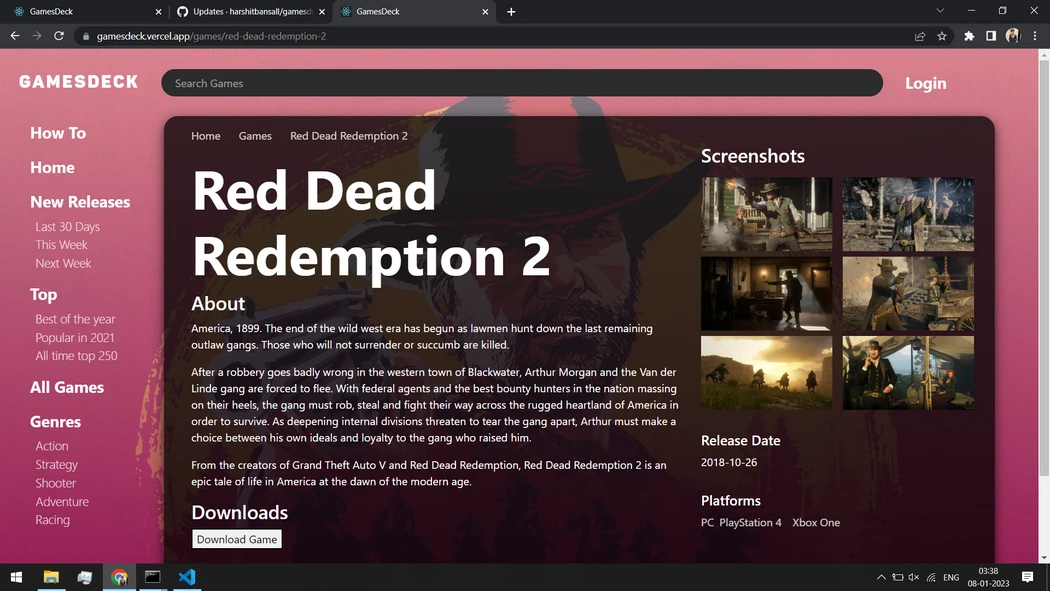 GamesDeck
Updates · harshitbansall/gamesd
GamesDeck
gamesdeck.vercel.app/games/red-dead-redemption-2
GAMESDECK
Search Games
Login
How To
Home
New Releases
Last 30 Days
This Week
Next Week
Top
Best of the year
Popular in 2021
All time top 250
All Games
Genres
Action
Strategy
Shooter
Adventure
Racing
Home Games Red Dead Redemption 2
Red Dead
Redemption 2
About
America, 1899. The end of the wild west era has begun as lawmen hunt down the last remaining
outlaw gangs. Those who will not surrender or succumb are killed.
After a robbery goes badly wrong in the western town of Blackwater, Arthur Morgan and the Van der
Linde gang are forced to flee. With federal agents and the best bounty hunters in the nation massing
on their heels, the gang must rob, steal and fight their way across the rugged heartland of America in
order to survive. As deepening internal divisions threaten to tear the gang apart, Arthur must make a
choice between his own ideals and loyalty to the gang who raised him.
From the creators of Grand Theft Auto V and Red Dead Redemption, Red Dead Redemption 2 is an
epic tale of life in America at the dawn of the modern age.
Downloads
Download Game
Screenshots
Release Date
2018-10-26
Platforms
PC PlayStation 4 Xbox One
ENG
03:38
08-01-2023